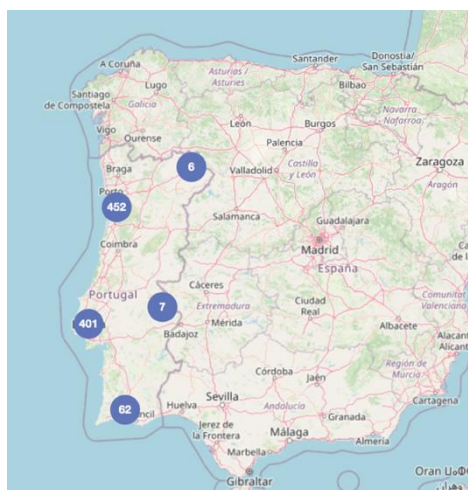 A Coruña
Santander
Donostia/
San Sebastián
Lugo
Asturias /
Asturies
Bilbao
Santiago
de Compostela
Galicia
León
Navarra -
Nafarroa
Vigo
Ourense
Burgos
Palencia
Braga
6
Valladolid
Castilla
y León
Zaragoza
Porto
Aragón
452
Salamanca
Guadalajara
Coimbra
Madrid
España
Portugal
Cáceres
7
Extremadura
Ciudad
Real
Comunitat
Valenciana
401
Mérida
Albacete
Badajoz
Región de
Murcia
Córdoba
Jaén
62
Huelva
Sevilla
Andalucía
Cartagena
Granada
Jerez de
la Frontera
Málaga
Almería
Marbella
Gibraltar
Oran